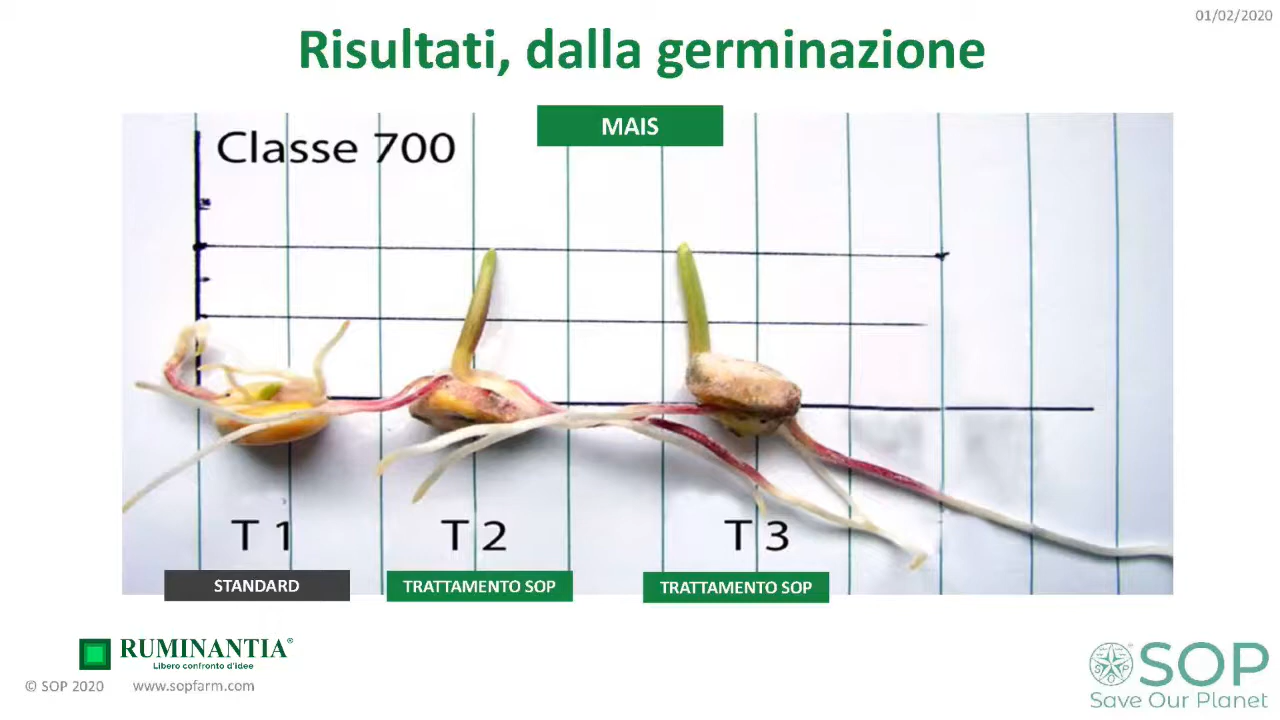 01/02/2020
Risultati, dalla germinazione
MAIS
Classe 700
T 1
T 2
T 3
STANDARD
TRATTAMENTO SOP
TRATTAMENTO SOP
RUMINANTIA®
Libero confronto d'idee
© SOP 2020
www.sopfarm.com
SOP
Save Our Planet